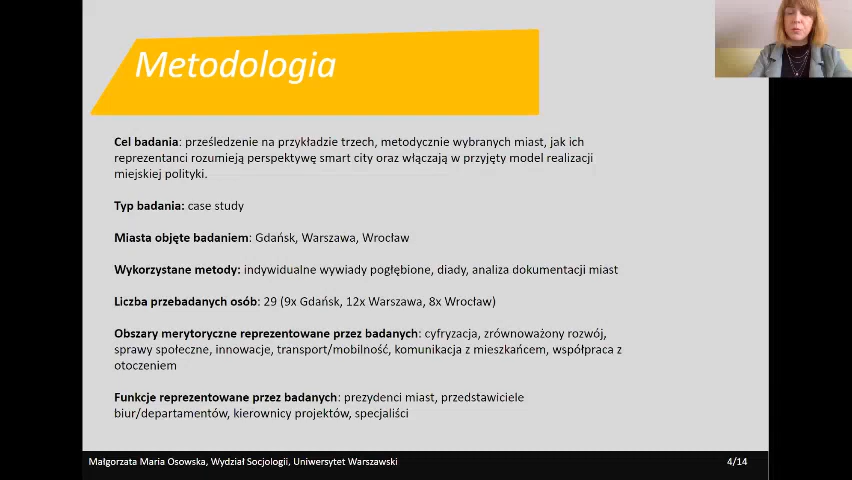 Metodologia
Cel badania: prześledzenie na przykładzie trzech, metodycznie wybranych miast, jak ich
reprezentanci rozumieją perspektywę smart city oraz włączają w przyjęty model realizacji
miejskiej polityki.
Typ badania: case study
Miasta objęte badaniem: Gdańsk, Warszawa, Wrocław
Wykorzystane metody: indywidualne wywiady pogłębione, diady, analiza dokumentacji miast
Liczba przebadanych osób: 29 (9x Gdańsk, 12x Warszawa, 8x Wrocław)
Obszary merytoryczne reprezentowane przez badanych: cyfryzacja, zrównoważony rozwój,
sprawy społeczne, innowacje, transport/mobilność, komunikacja z mieszkańcem, współpraca z
otoczeniem
Funkcje reprezentowane przez badanych: prezydenci miast, przedstawiciele
biur/departamentów, kierownicy projektów, specjaliści
Małgorzata Maria Osowska, Wydział Socjologii, Uniwersytet Warszawski
4/14